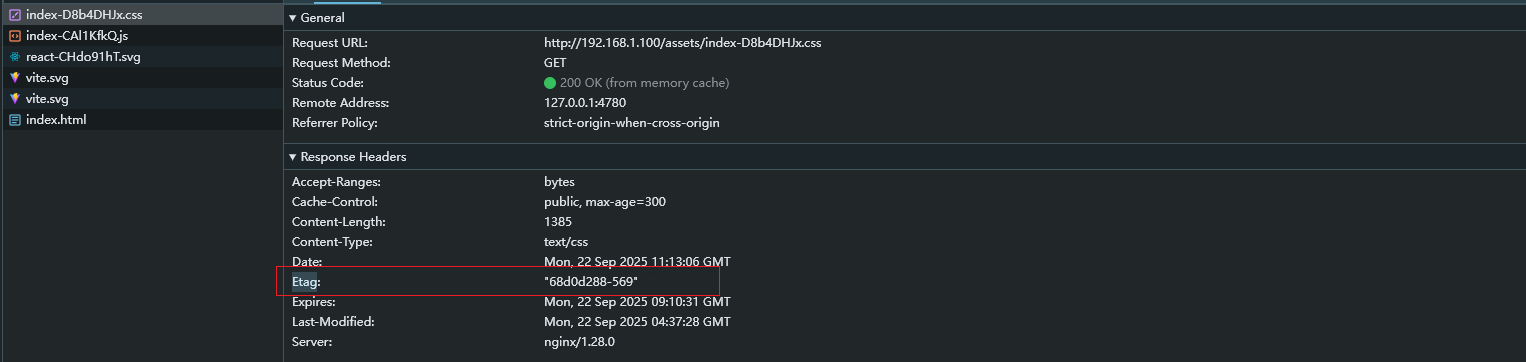 index-D8b4DHJx.css
index-CAl1KfkQ.js
react-CHdo91hT.svg
vite.svg
vite.svg
index.html
General
Request URL: http://192.168.1.100/assets/index-D8b4DHJx.css
Request Method: GET
Status Code: 200 OK (from memory cache)
Remote Address: 127.0.0.1:4780
Referrer Policy: strict-origin-when-cross-origin
Response Headers
Accept-Ranges: bytes
Cache-Control: public, max-age=300
Content-Length: 1385
Content-Type: text/css
Date: Mon, 22 Sep 2025 11:13:06 GMT
Etag: "68d0d288-569"
Expires: Mon, 22 Sep 2025 09:10:31 GMT
Last-Modified: Mon, 22 Sep 2025 04:37:28 GMT
Server: nginx/1.28.0